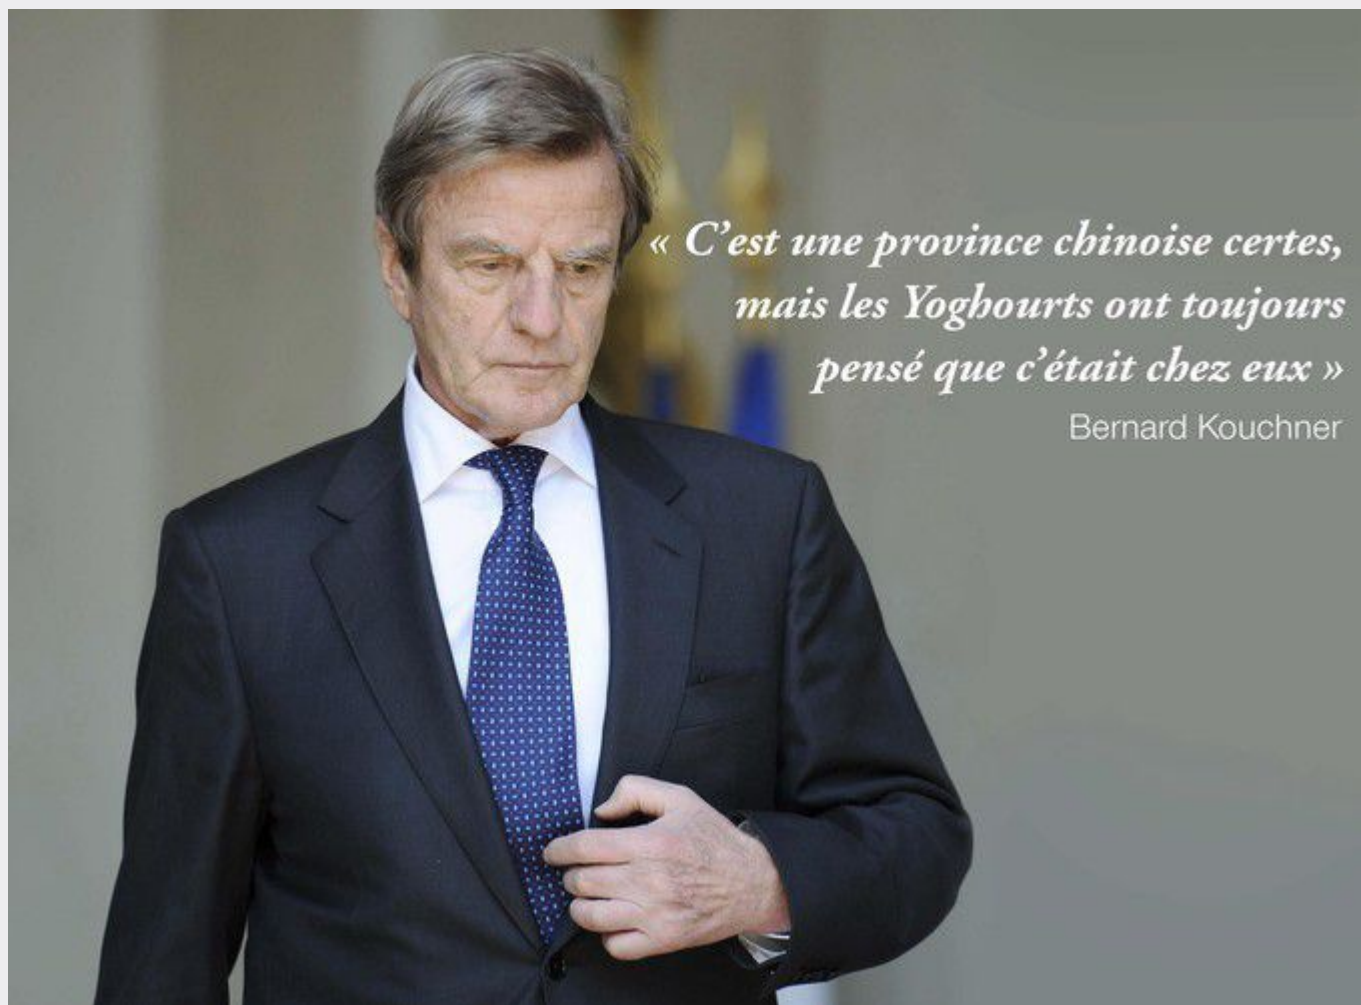 « C’est une province chinoise certes,
mais les Yoghourts ont toujours
pensé que c’était chez eux »
Bernard Kouchner